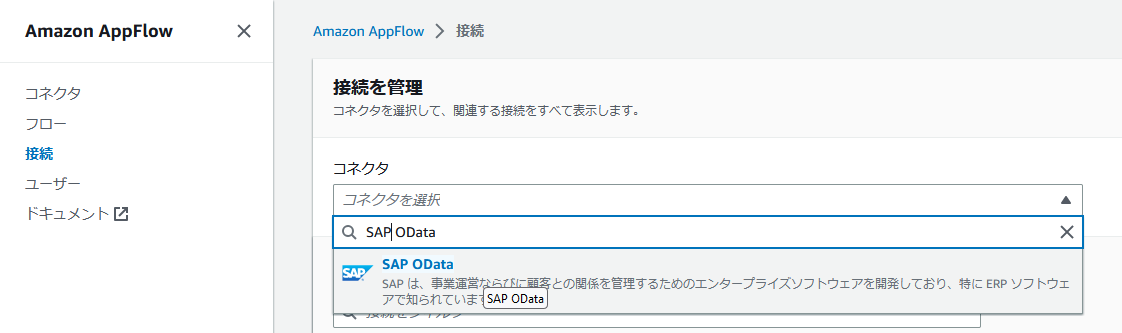 Amazon AppFlow
コネクタ
フロー
接続
ユーザー
ドキュメント
Amazon AppFlow 接続
接続を管理
コネクタを選択して、関連する接続をすべて表示します。
コネクタ
コネクタを選択
SAP OData
SAP
SAP OData
SAP は、事業運営ならびに顧客との関係を管理するためのエンタープライズソフトウェアを開発しており、特に ERP ソフトウェ
アで知られています
SAP OData